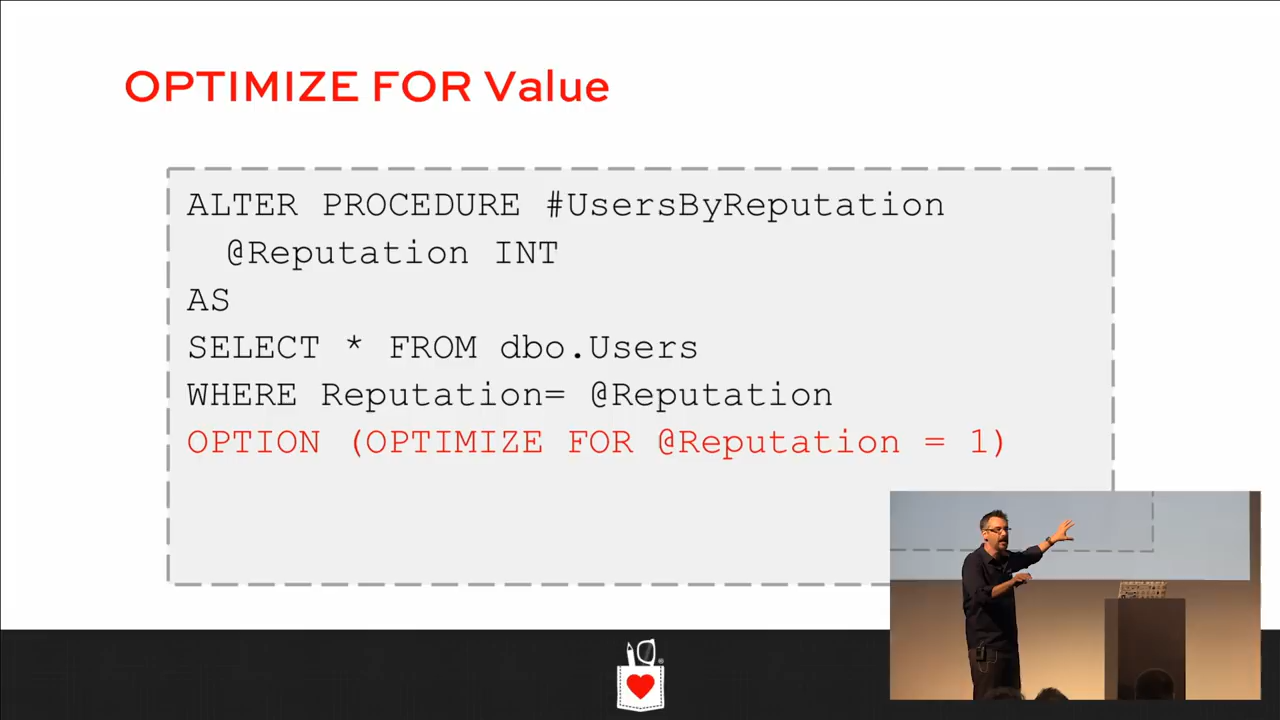 OPTIMIZE FOR Value
ALTER PROCEDURE #UsersByReputation
@Reputation INT
AS
SELECT * FROM dbo.Users
WHERE Reputation= @Reputation
OPTION (OPTIMIZE FOR @Reputation = 1)